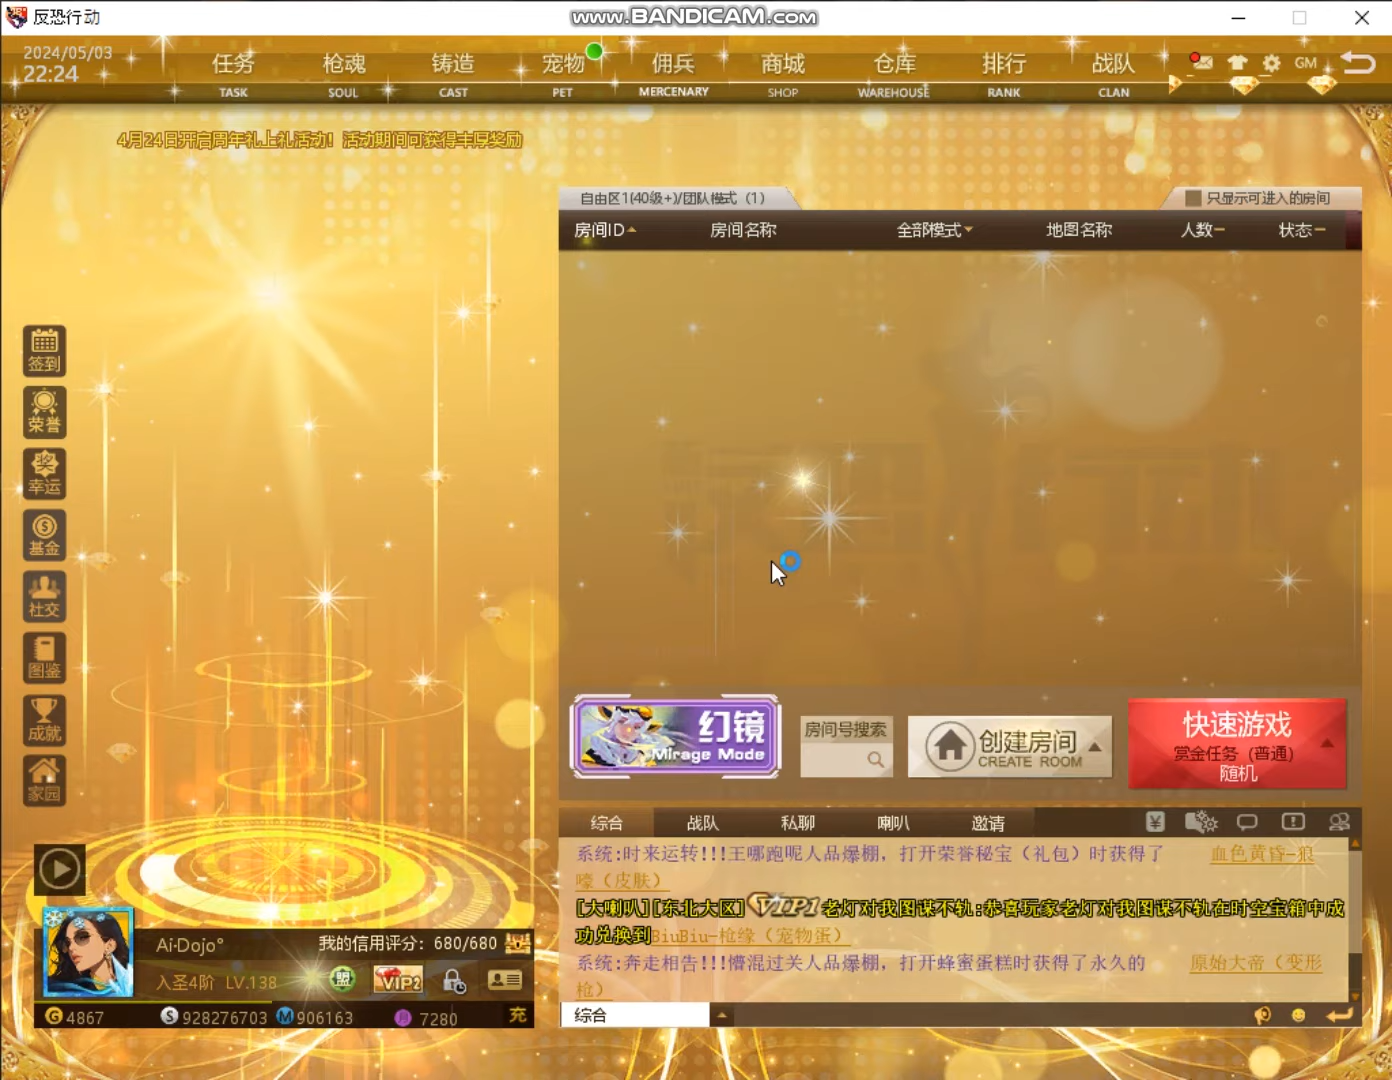 反恐行动
www.BANDICAM.com
2024/05/03
22:24
任务 枪魂 铸造 宠物 佣兵 商城 仓库 排行 战队
TASK SOUL CAST PET MERCENARY SHOP WAREHOUSE RANK CLAN
GM
4月24日开启周年礼上礼活动！活动期间可获得丰厚奖励
自由区1(40级+)/团队模式（1）
只显示可进入的房间
房间ID 房间名称 全部模式 地图名称 人数 状态
签到
荣誉
奖
幸运
基金
社交
图鉴
成就
家园
幻镜
Mirage Mode
房间号搜索
创建房间
CREATE ROOM
快速游戏
赏金任务（普通）
随机
综合 战队 私聊 喇叭 邀请
系统:时来运转!!!王哪跑呢人品爆棚，打开荣誉秘宝（礼包）时获得了 血色黄昏-狼
嚎（皮肤）
[大喇叭][东北大区]VIP1老灯对我图谋不轨:恭喜玩家老灯对我图谋不轨在时空宝箱中成
功兑换到BiuBiu-枪缘（宠物蛋）
系统:奔走相告!!!懵混过关人品爆棚，打开蜂蜜蛋糕时获得了永久的 原始大帝（变形
枪）
综合
Ai·Dojo°
我的信用评分：680/680
入圣4阶 LV.138
盟
VIP2
G 4867 S 928276703 M 906163 月 7280 充